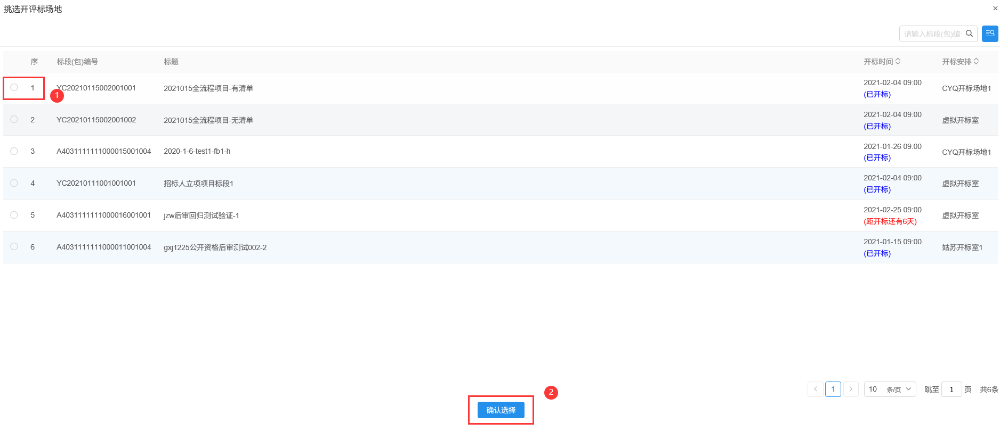 挑选开评标场地
×
请输入标段(包)编
序 标段(包)编号 标题 开标时间 开标安排
1 YC20210115002001001 2021015全流程项目-有清单 2021-02-04 09:00 CYQ开标场地1
(已开标)
1
2 YC20210115002001002 2021015全流程项目-无清单 2021-02-04 09:00 虚拟开标室
(已开标)
3 A4031111111000015001004 2020-1-6-test1-fb1-h 2021-01-26 09:00 CYQ开标场地1
(已开标)
4 YC20210111001001001 招标人立项项目标段1 2021-02-04 09:00 虚拟开标室
(已开标)
5 A4031111111000016001001 jzw后审回归测试验证-1 2021-02-25 09:00 虚拟开标室
(距开标还有6天)
6 A4031111111000011001004 gxj1225公开资格后审测试002-2 2021-01-15 09:00 姑苏开标室1
(已开标)
1 10 条/页 跳至 1 页 共6条
2
确认选择